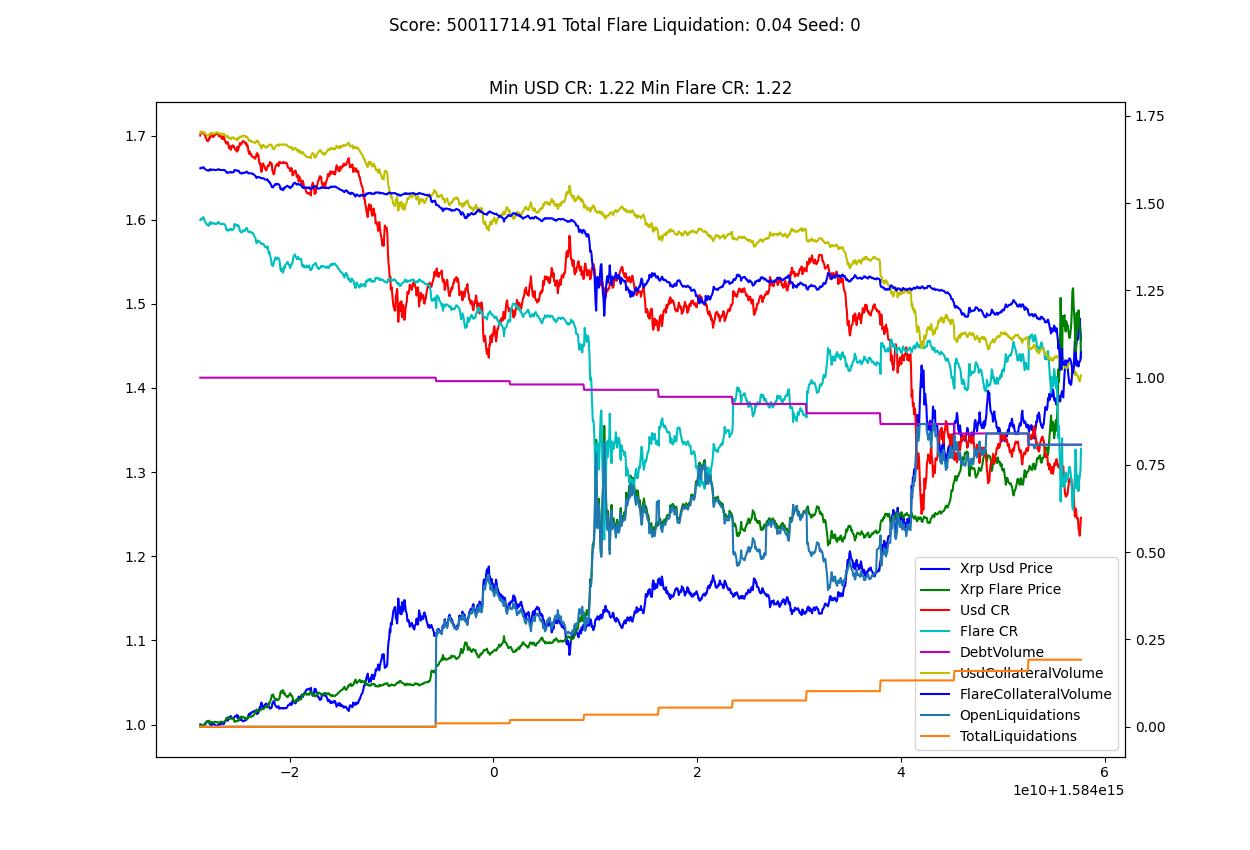 Score: 50011714.91 Total Flare Liquidation: 0.04 Seed: 0
Min USD CR: 1.22 Min Flare CR: 1.22
1.7
1.6
1.5
1.4
1.3
1.2
1.1
1.0
1.75
1.50
1.25
1.00
0.75
0.50
0.25
0.00
Xrp Usd Price
Xrp Flare Price
Usd CR
Flare CR
DebtVolume
UsdCollateralVolume
FlareCollateralVolume
OpenLiquidations
TotalLiquidations
−2
0
2
4
6
1e10+1.584e15